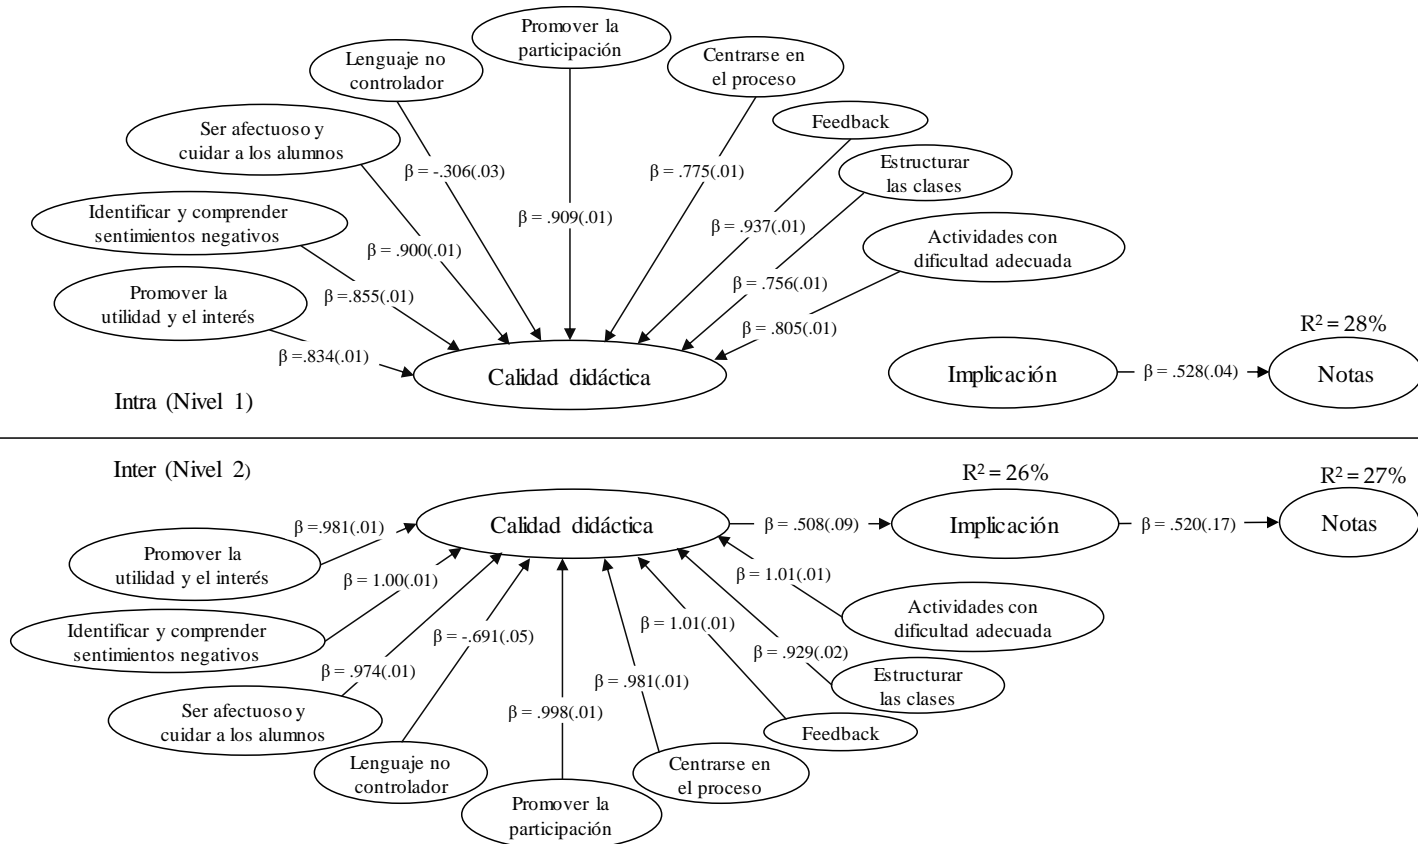 Promover la
participación
Lenguaje no
controlador
Centrarse en
el proceso
Ser afectuoso y
cuidar a los alumnos
Feedback
Estructurar
las clases
Identificar y comprender
sentimientos negativos
Actividades con
dificultad adecuada
Promover la
utilidad y el interés
β = -.306(.03)
β = .775(.01)
β = .909(.01)
β = .937(.01)
β = .900(.01)
β = .756(.01)
β =.855(.01)
β = .805(.01)
β =.834(.01)
Calidad didáctica
Implicación
β = .528(.04)
R² = 28%
Notas
Intra (Nivel 1)
Inter (Nivel 2)
R² = 26%
R² = 27%
Calidad didáctica
β = .508(.09)
Implicación
β = .520(.17)
Notas
β =.981(.01)
Promover la
utilidad y el interés
β = 1.00(.01)
β = 1.01(.01)
Identificar y comprender
sentimientos negativos
Actividades con
dificultad adecuada
β = -.691(.05)
β = 1.01(.01)
β = .929(.02)
β = .974(.01)
β = .981(.01)
β = .998(.01)
Estructurar
las clases
Ser afectuoso y
cuidar a los alumnos
Feedback
Lenguaje no
controlador
Centrarse en
el proceso
Promover la
participación